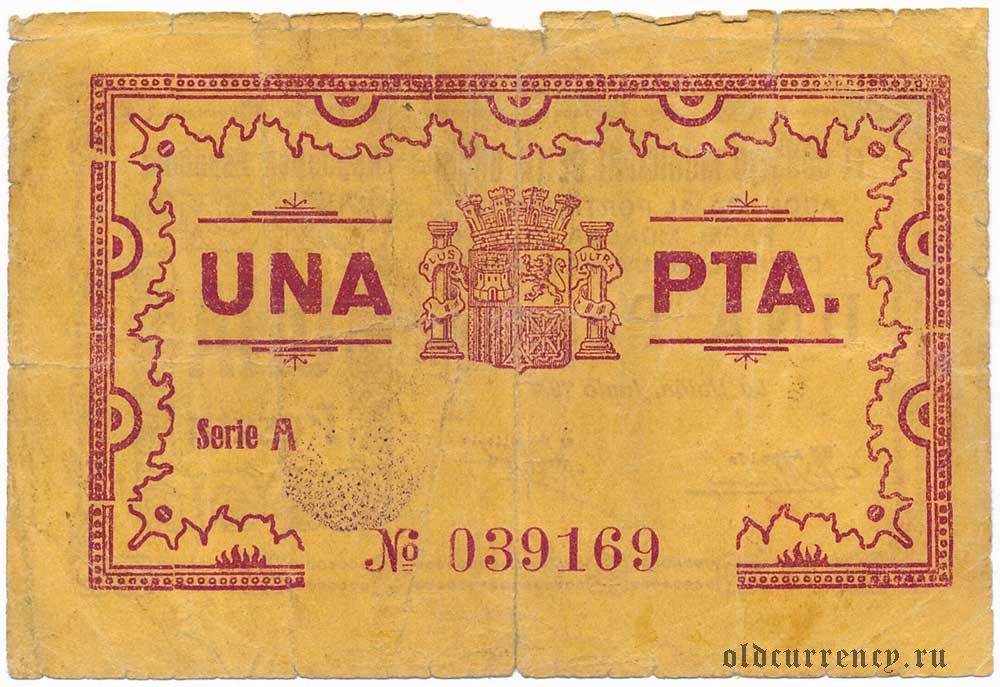 UNA PTA.
PLUS ULTRA
Serie A
Nº 039169
oldcurrency.ru